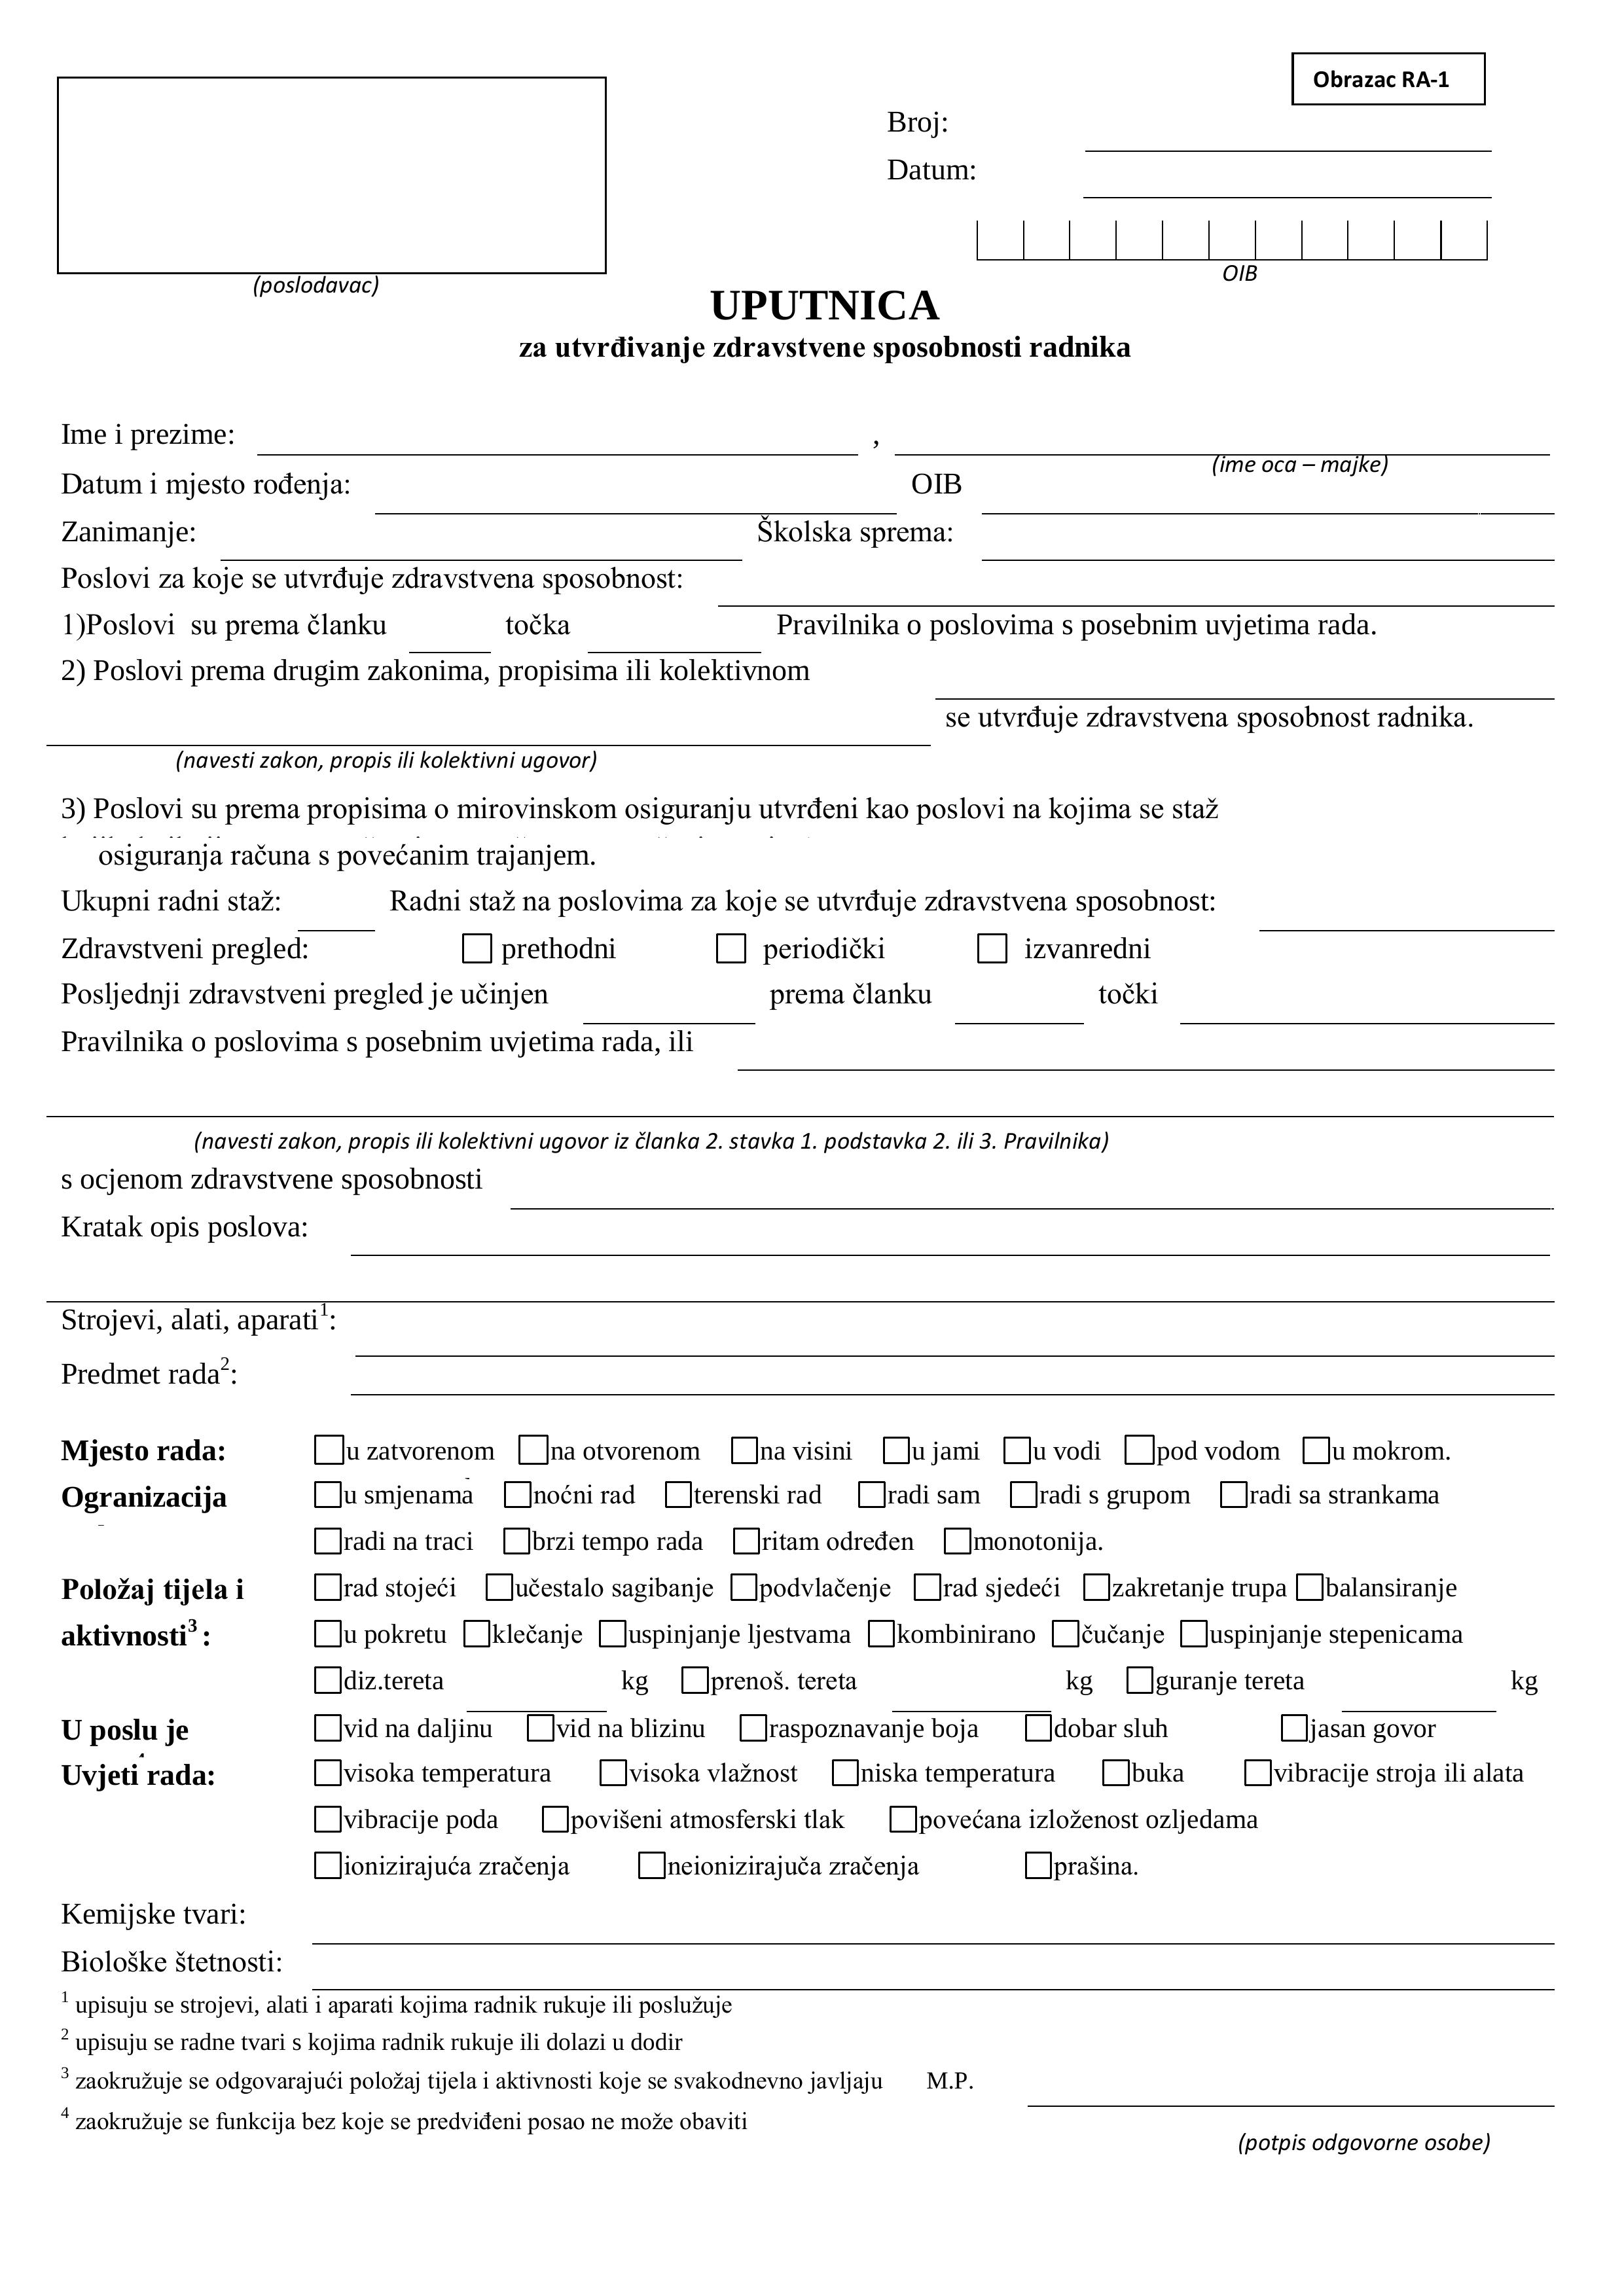 Obrazac RA-1
Broj:
Datum:
OIB
(poslodavac)
UPUTNICA
za utvrđivanje zdravstvene sposobnosti radnika
Ime i prezime: ,
(ime oca – majke)
Datum i mjesto rođenja: OIB
Zanimanje: Školska sprema:
Poslovi za koje se utvrđuje zdravstvena sposobnost:
1)Poslovi su prema članku točka Pravilnika o poslovima s posebnim uvjetima rada.
2) Poslovi prema drugim zakonima, propisima ili kolektivnom
se utvrđuje zdravstvena sposobnost radnika.
(navesti zakon, propis ili kolektivni ugovor)
3) Poslovi su prema propisima o mirovinskom osiguranju utvrđeni kao poslovi na kojima se staž
osiguranja računa s povećanim trajanjem.
Ukupni radni staž: Radni staž na poslovima za koje se utvrđuje zdravstvena sposobnost:
Zdravstveni pregled: prethodni periodički izvanredni
Posljednji zdravstveni pregled je učinjen prema članku točki
Pravilnika o poslovima s posebnim uvjetima rada, ili
(navesti zakon, propis ili kolektivni ugovor iz članka 2. stavka 1. podstavka 2. ili 3. Pravilnika)
s ocjenom zdravstvene sposobnosti
Kratak opis poslova:
Strojevi, alati, aparati1:
Predmet rada2:
Mjesto rada: u zatvorenom na otvorenom na visini u jami u vodi pod vodom u mokrom.
Ogranizacija u smjenama noćni rad terenski rad radi sam radi s grupom radi sa strankama
radi na traci brzi tempo rada ritam određen monotonija.
Položaj tijela i rad stojeći učestalo sagibanje podvlačenje rad sjedeći zakretanje trupa balansiranje
aktivnosti3 : u pokretu klečanje uspinjanje ljestvama kombinirano čučanje uspinjanje stepenicama
diz.tereta kg prenoš. tereta kg guranje tereta kg
U poslu je vid na daljinu vid na blizinu raspoznavanje boja dobar sluh jasan govor
Uvjeti rada: visoka temperatura visoka vlažnost niska temperatura buka vibracije stroja ili alata
vibracije poda povišeni atmosferski tlak povećana izloženost ozljedama
ionizirajuća zračenja neionizirajuča zračenja prašina.
Kemijske tvari:
Biološke štetnosti:
1 upisuju se strojevi, alati i aparati kojima radnik rukuje ili poslužuje
2 upisuju se radne tvari s kojima radnik rukuje ili dolazi u dodir
3 zaokružuje se odgovarajući položaj tijela i aktivnosti koje se svakodnevno javljaju M.P.
4 zaokružuje se funkcija bez koje se predviđeni posao ne može obaviti
(potpis odgovorne osobe)